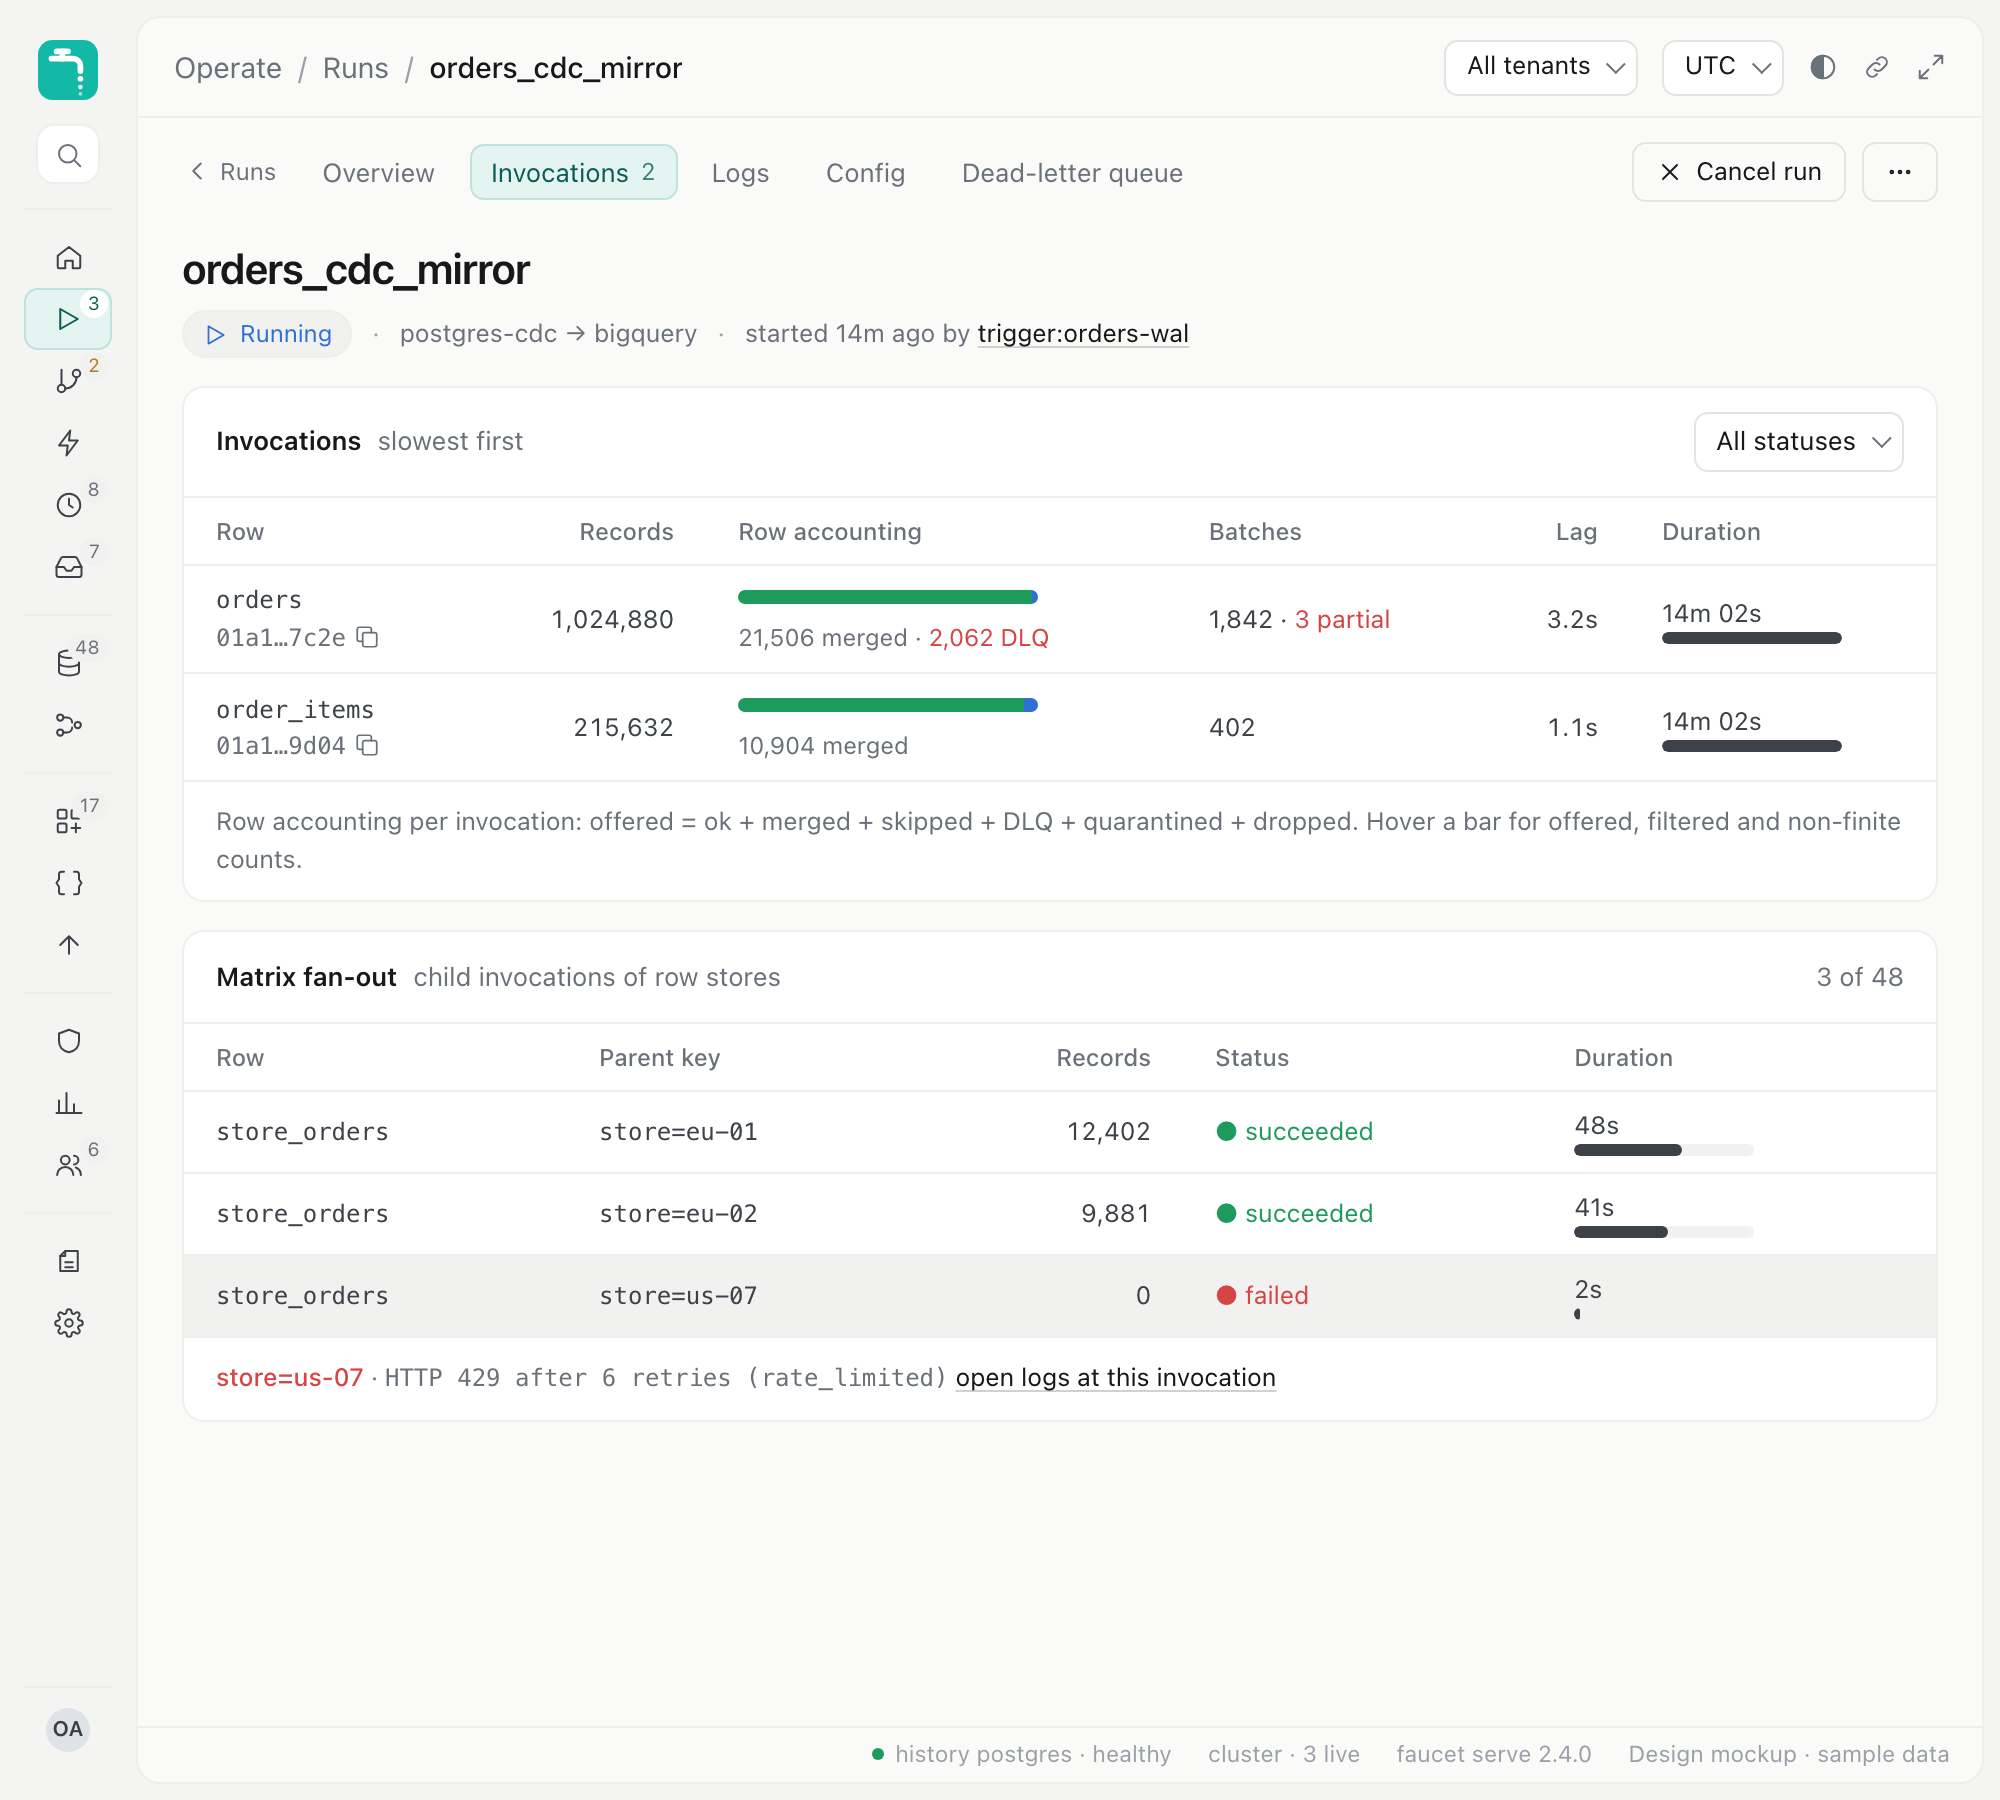 Operate / Runs / orders_cdc_mirror
All tenants
UTC
Runs
Overview
Invocations 2
Logs
Config
Dead-letter queue
Cancel run
3
2
8
7
48
17
6
OA
orders_cdc_mirror
Running · postgres-cdc → bigquery · started 14m ago by trigger:orders-wal
Invocations slowest first
All statuses
Row Records Row accounting Batches Lag Duration
orders
01a1…7c2e
1,024,880
21,506 merged · 2,062 DLQ
1,842 · 3 partial
3.2s
14m 02s
order_items
01a1…9d04
215,632
10,904 merged
402
1.1s
14m 02s
Row accounting per invocation: offered = ok + merged + skipped + DLQ + quarantined + dropped. Hover a bar for offered, filtered and non-finite
counts.
Matrix fan-out child invocations of row stores
3 of 48
Row Parent key Records Status Duration
store_orders store=eu-01 12,402 succeeded 48s
store_orders store=eu-02 9,881 succeeded 41s
store_orders store=us-07 0 failed 2s
store=us-07 · HTTP 429 after 6 retries (rate_limited) open logs at this invocation
history postgres · healthy
cluster · 3 live
faucet serve 2.4.0
Design mockup · sample data